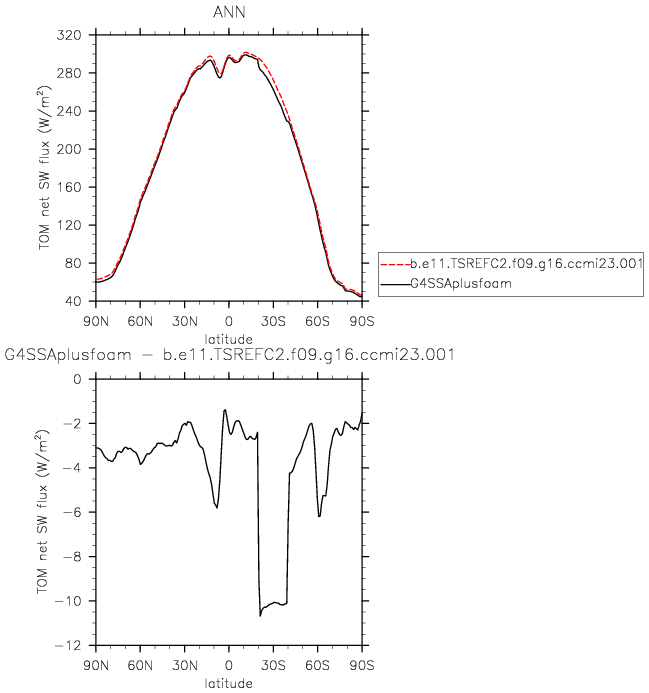 ANN
TOM net SW flux (W/m²)
320
280
240
200
160
120
80
40
90N 60N 30N 0 30S 60S 90S
latitude
b.e11.TSREFC2.f09.g16.ccmi23.001
G4SSAplusfoam
G4SSAplusfoam − b.e11.TSREFC2.f09.g16.ccmi23.001
TOM net SW flux (W/m²)
0
−2
−4
−6
−8
−10
−12
90N 60N 30N 0 30S 60S 90S
latitude